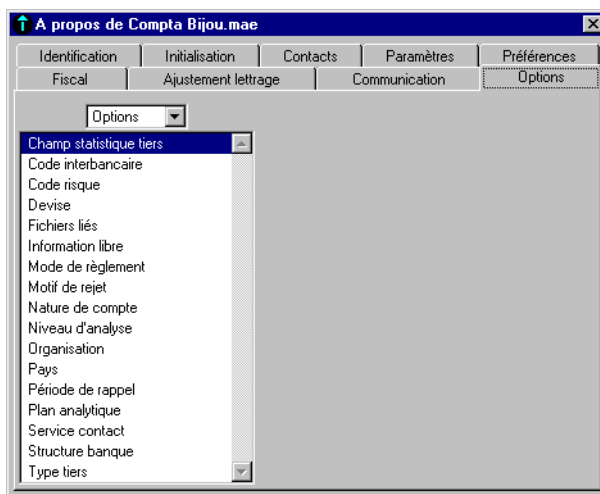 A propos de Compta Bijou.mae
Identification Initialisation Contacts Paramètres Préférences
Fiscal Ajustement lettrage Communication Options
Options
Champ statistique tiers
Code interbancaire
Code risque
Devise
Fichiers liés
Information libre
Mode de règlement
Motif de rejet
Nature de compte
Niveau d'analyse
Organisation
Pays
Période de rappel
Plan analytique
Service contact
Structure banque
Type tiers